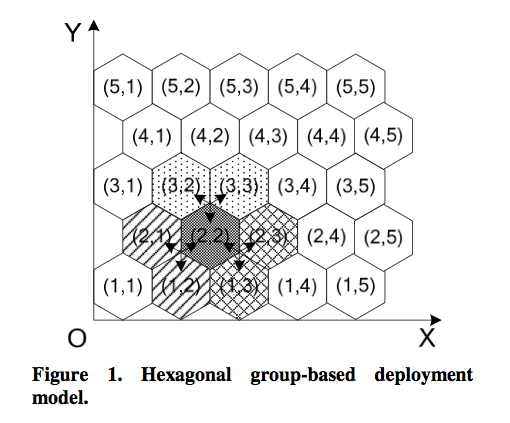 Y
(5,1) (5,2) (5,3) (5,4) (5,5)
(4,1) (4,2) (4,3) (4,4) (4,5)
(3,1) (3,2) (3,3) (3,4) (3,5)
(2,1) (2,2) (2,3) (2,4) (2,5)
(1,1) (1,2) (1,3) (1,4) (1,5)
O X
Figure 1. Hexagonal group-based deployment
model.